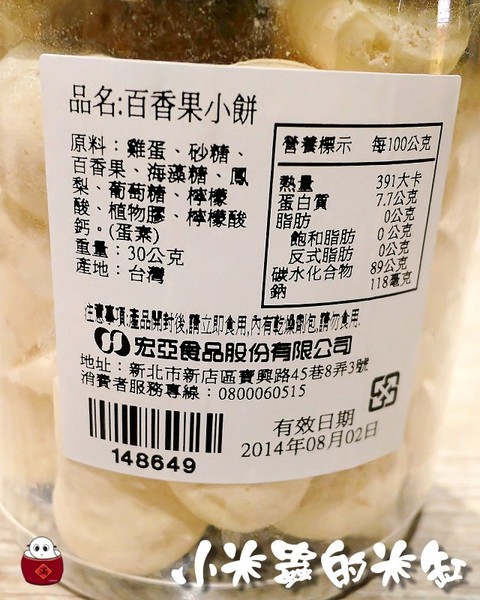 品名:百香果小餅
原料：雞蛋、砂糖、
百香果、海藻糖、鳳
梨、葡萄糖、檸檬
酸、植物膠、檸檬酸
鈣。(蛋素)
重量：30公克
產地：台灣
營養標示 每100公克
熱量 391大卡
蛋白質 7.7公克
脂肪 0公克
飽和脂肪 0公克
反式脂肪 0公克
碳水化合物 89公克
鈉 118毫克
注意事項:產品開封後,請立即食用,內有乾燥劑包,請勿食用.
宏亞食品股份有限公司
地址：新北市新店區寶興路45巷8弄3號
消費者服務專線：0800060515
148649
有效日期
2014年08月02日
小米蟲的米缸